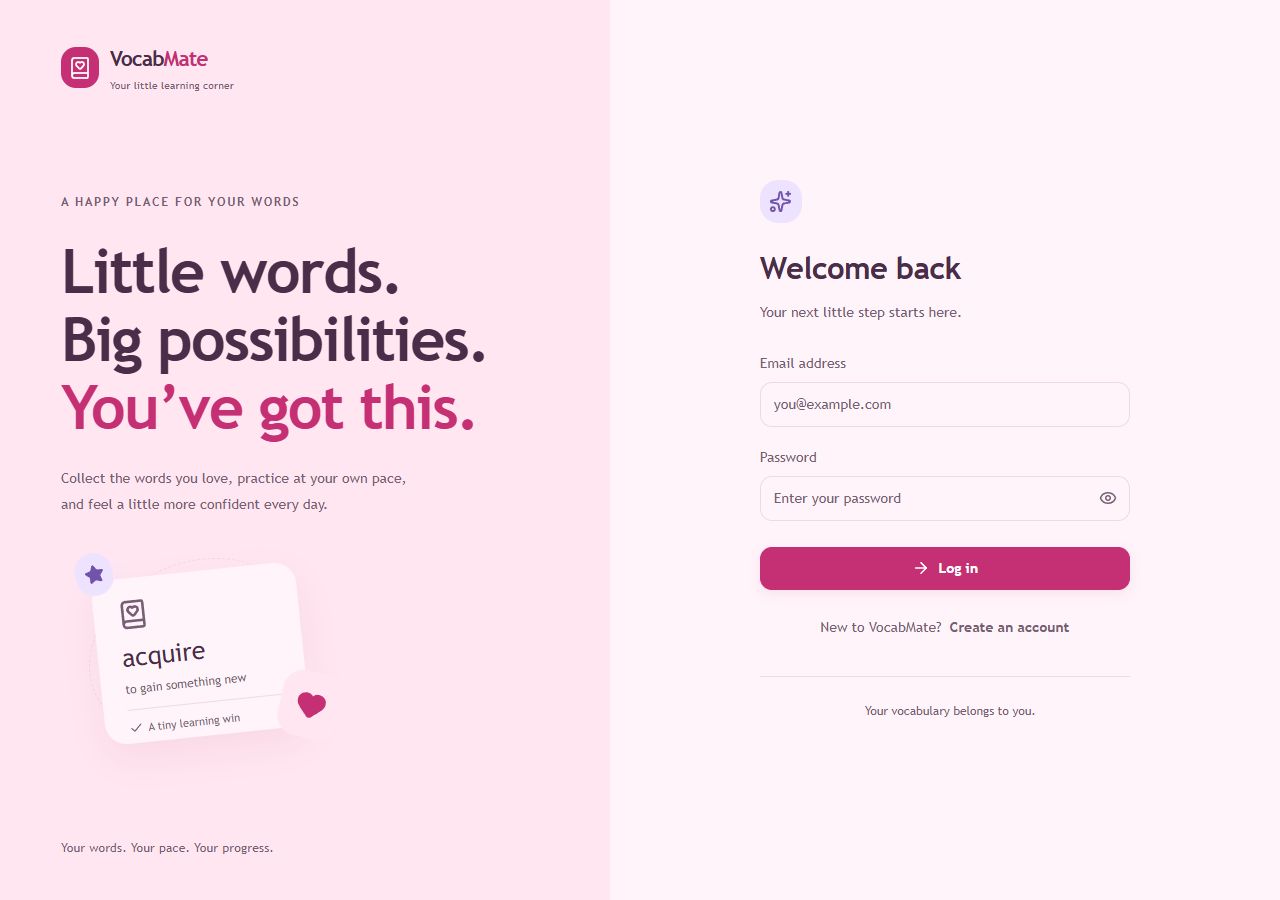 VocabMate
Your little learning corner
A HAPPY PLACE FOR YOUR WORDS
Little words.
Big possibilities.
You’ve got this.
Collect the words you love, practice at your own pace,
and feel a little more confident every day.
acquire
to gain something new
A tiny learning win
Your words. Your pace. Your progress.
Welcome back
Your next little step starts here.
Email address
you@example.com
Password
Enter your password
Log in
New to VocabMate? Create an account
Your vocabulary belongs to you.